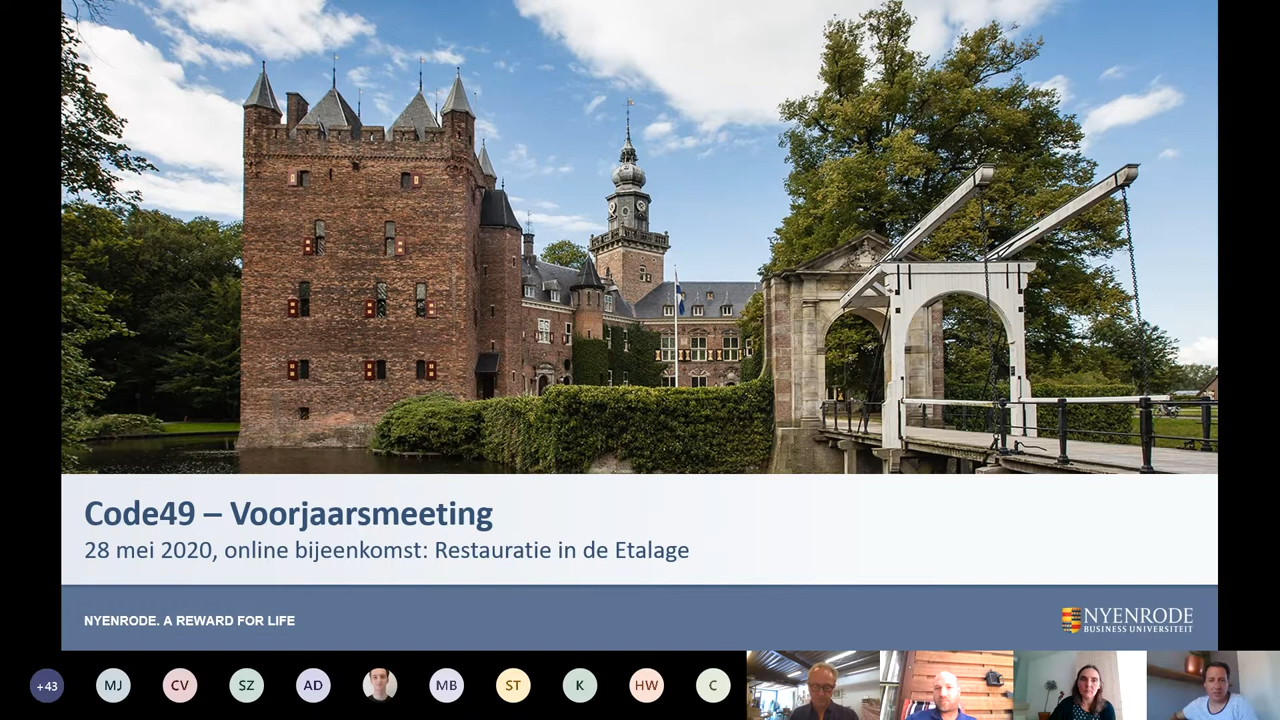 Code49 – Voorjaarsmeeting
28 mei 2020, online bijeenkomst: Restauratie in de Etalage
NYENRODE. A REWARD FOR LIFE
NYENRODE
BUSINESS UNIVERSITEIT
+43 MJ CV SZ AD MB ST K HW C